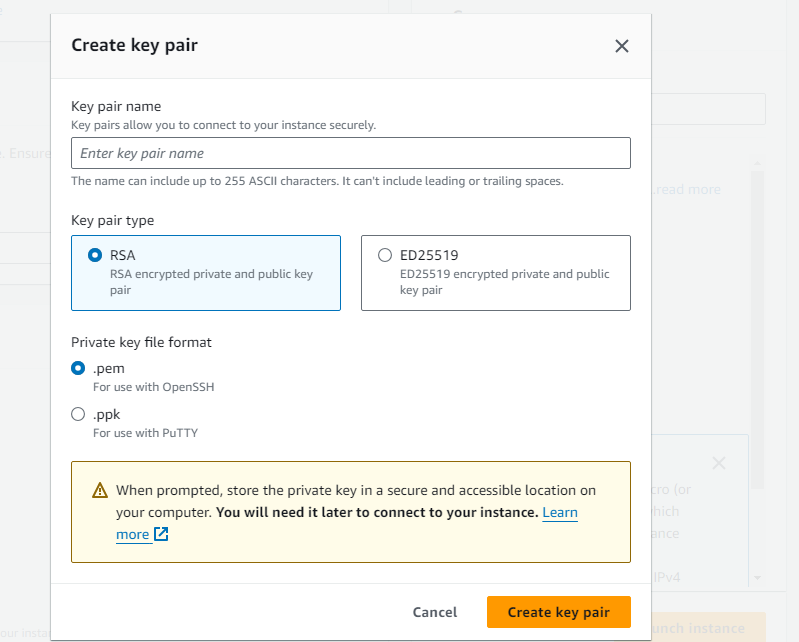 Create key pair
Key pair name
Key pairs allow you to connect to your instance securely.
Enter key pair name
The name can include up to 255 ASCII characters. It can't include leading or trailing spaces.
Key pair type
RSA
RSA encrypted private and public key
pair
ED25519
ED25519 encrypted private and public
key pair
Private key file format
.pem
For use with OpenSSH
.ppk
For use with PuTTY
When prompted, store the private key in a secure and accessible location on
your computer. You will need it later to connect to your instance. Learn
more
Cancel
Create key pair
. Ensure
...read more
IPv4
instance